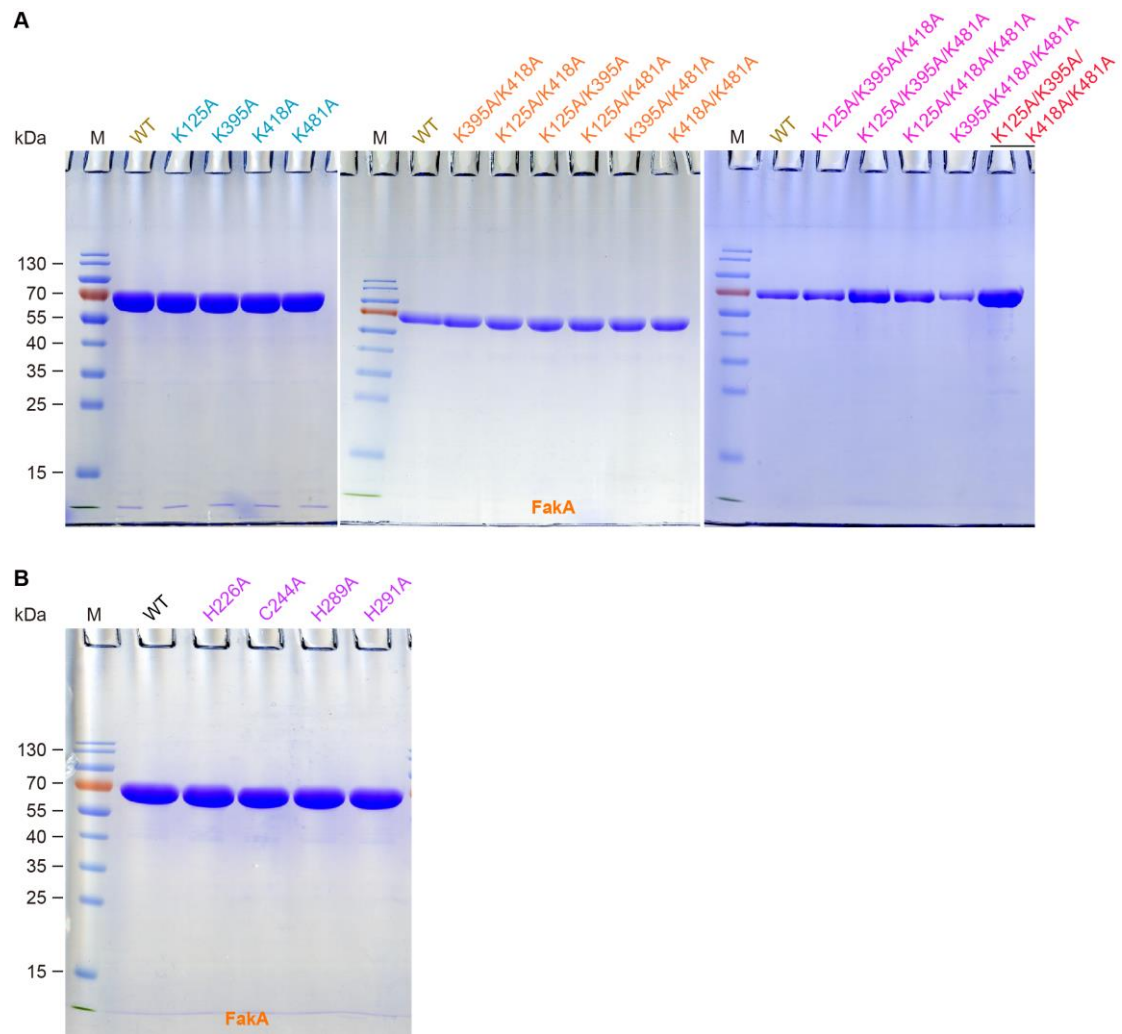 A
kDa
M
WT
K125A
K395A
K418A
K481A
M
WT
K395A/K418A
K125A/K418A
K125A/K395A
K125A/K481A
K395A/K481A
K418A/K481A
M
WT
K125A/K395A/K418A
K125A/K395A/K481A
K125A/K418A/K481A
K395AK418A/K481A
K125A/K395A/
K418A/K481A
130
70
55
40
35
25
15
FakA
B
kDa
M
WT
H226A
C244A
H289A
H291A
130
70
55
40
35
25
15
FakA